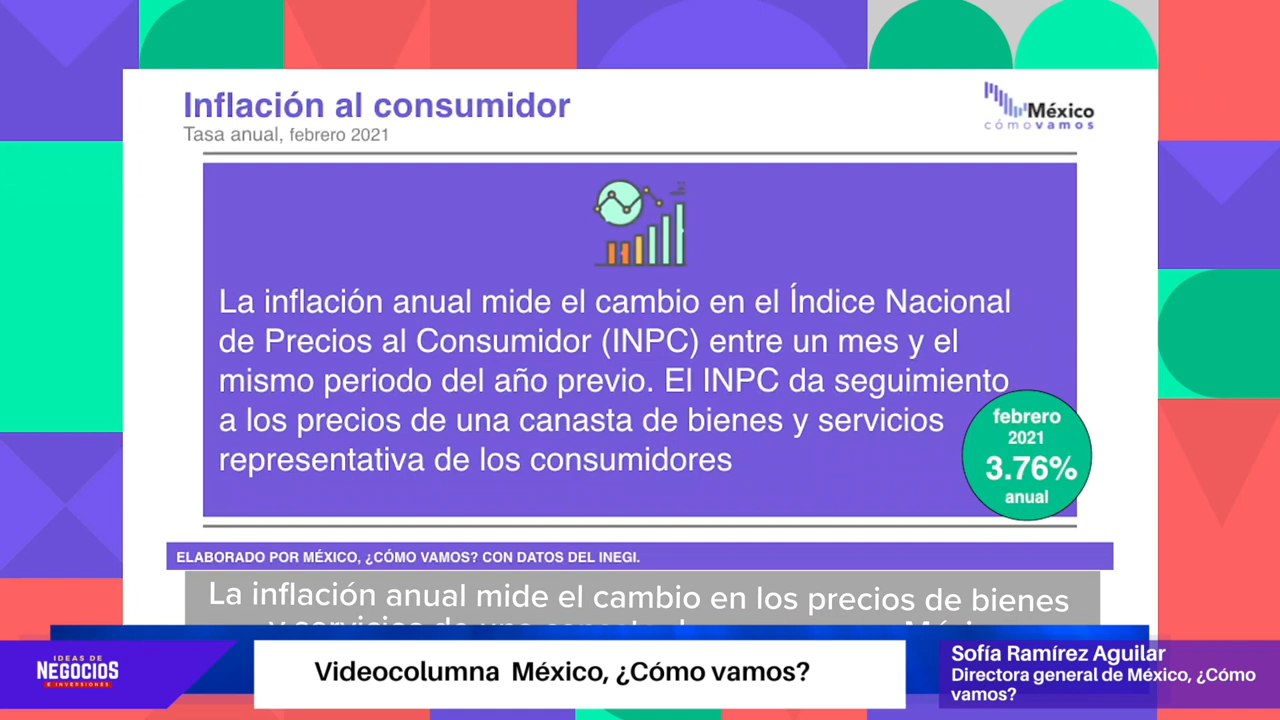 Inflación al consumidor
Tasa anual, febrero 2021
México
cómovamos
La inflación anual mide el cambio en el Índice Nacional
de Precios al Consumidor (INPC) entre un mes y el
mismo periodo del año previo. El INPC da seguimiento
a los precios de una canasta de bienes y servicios
representativa de los consumidores
febrero
2021
3.76%
anual
ELABORADO POR MÉXICO, ¿CÓMO VAMOS? CON DATOS DEL INEGI.
La inflación anual mide el cambio en los precios de bienes
y servicios de una
IDEAS DE
NEGOCIOS
E INVERSIONES
Videocolumna México, ¿Cómo vamos?
Sofía Ramírez Aguilar
Directora general de México, ¿Cómo
vamos?